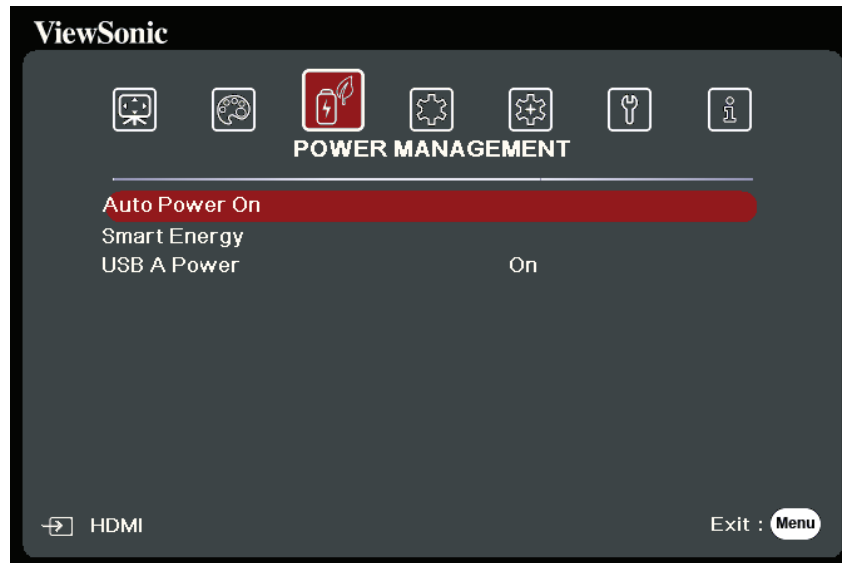 ViewSonic
POWER MANAGEMENT
Auto Power On
Smart Energy
USB A Power On
HDMI
Exit : Menu